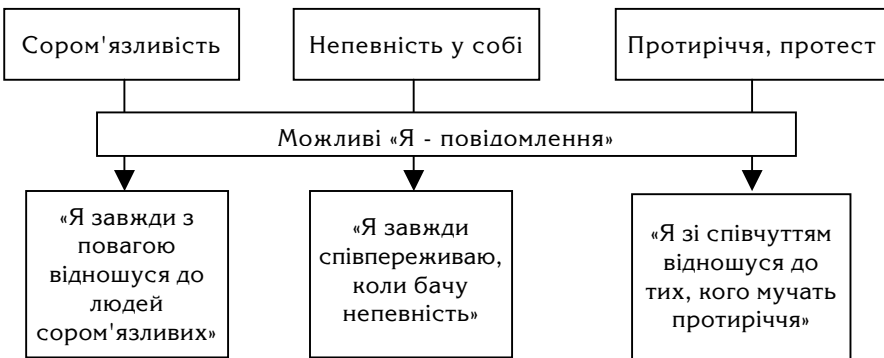 Сором'язливість
Непевність у собі
Протиріччя, протест
Можливі «Я - повідомлення»
«Я завжди з
повагою
відношуся до
людей
сором'язливих»
«Я завжди
співпереживаю,
коли бачу
непевність»
«Я зі співчуттям
відношуся до
тих, кого мучать
протиріччя»